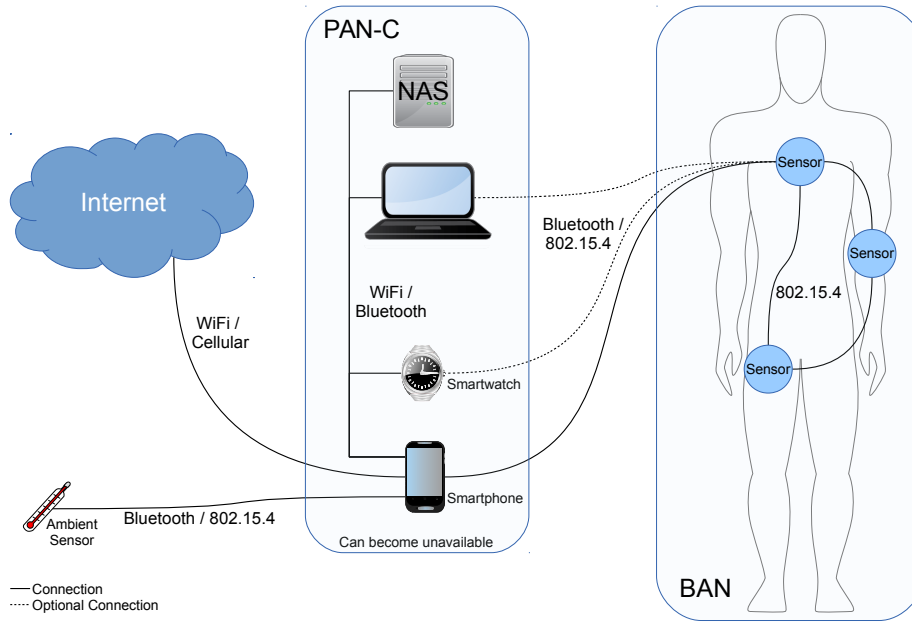 PAN-C
NAS
Internet
WiFi /
Cellular
WiFi /
Bluetooth
Smartwatch
Smartphone
Can become unavailable
Ambient
Sensor
Bluetooth / 802.15.4
Bluetooth /
802.15.4
Sensor
Sensor
802.15.4
Sensor
BAN
Connection
Optional Connection